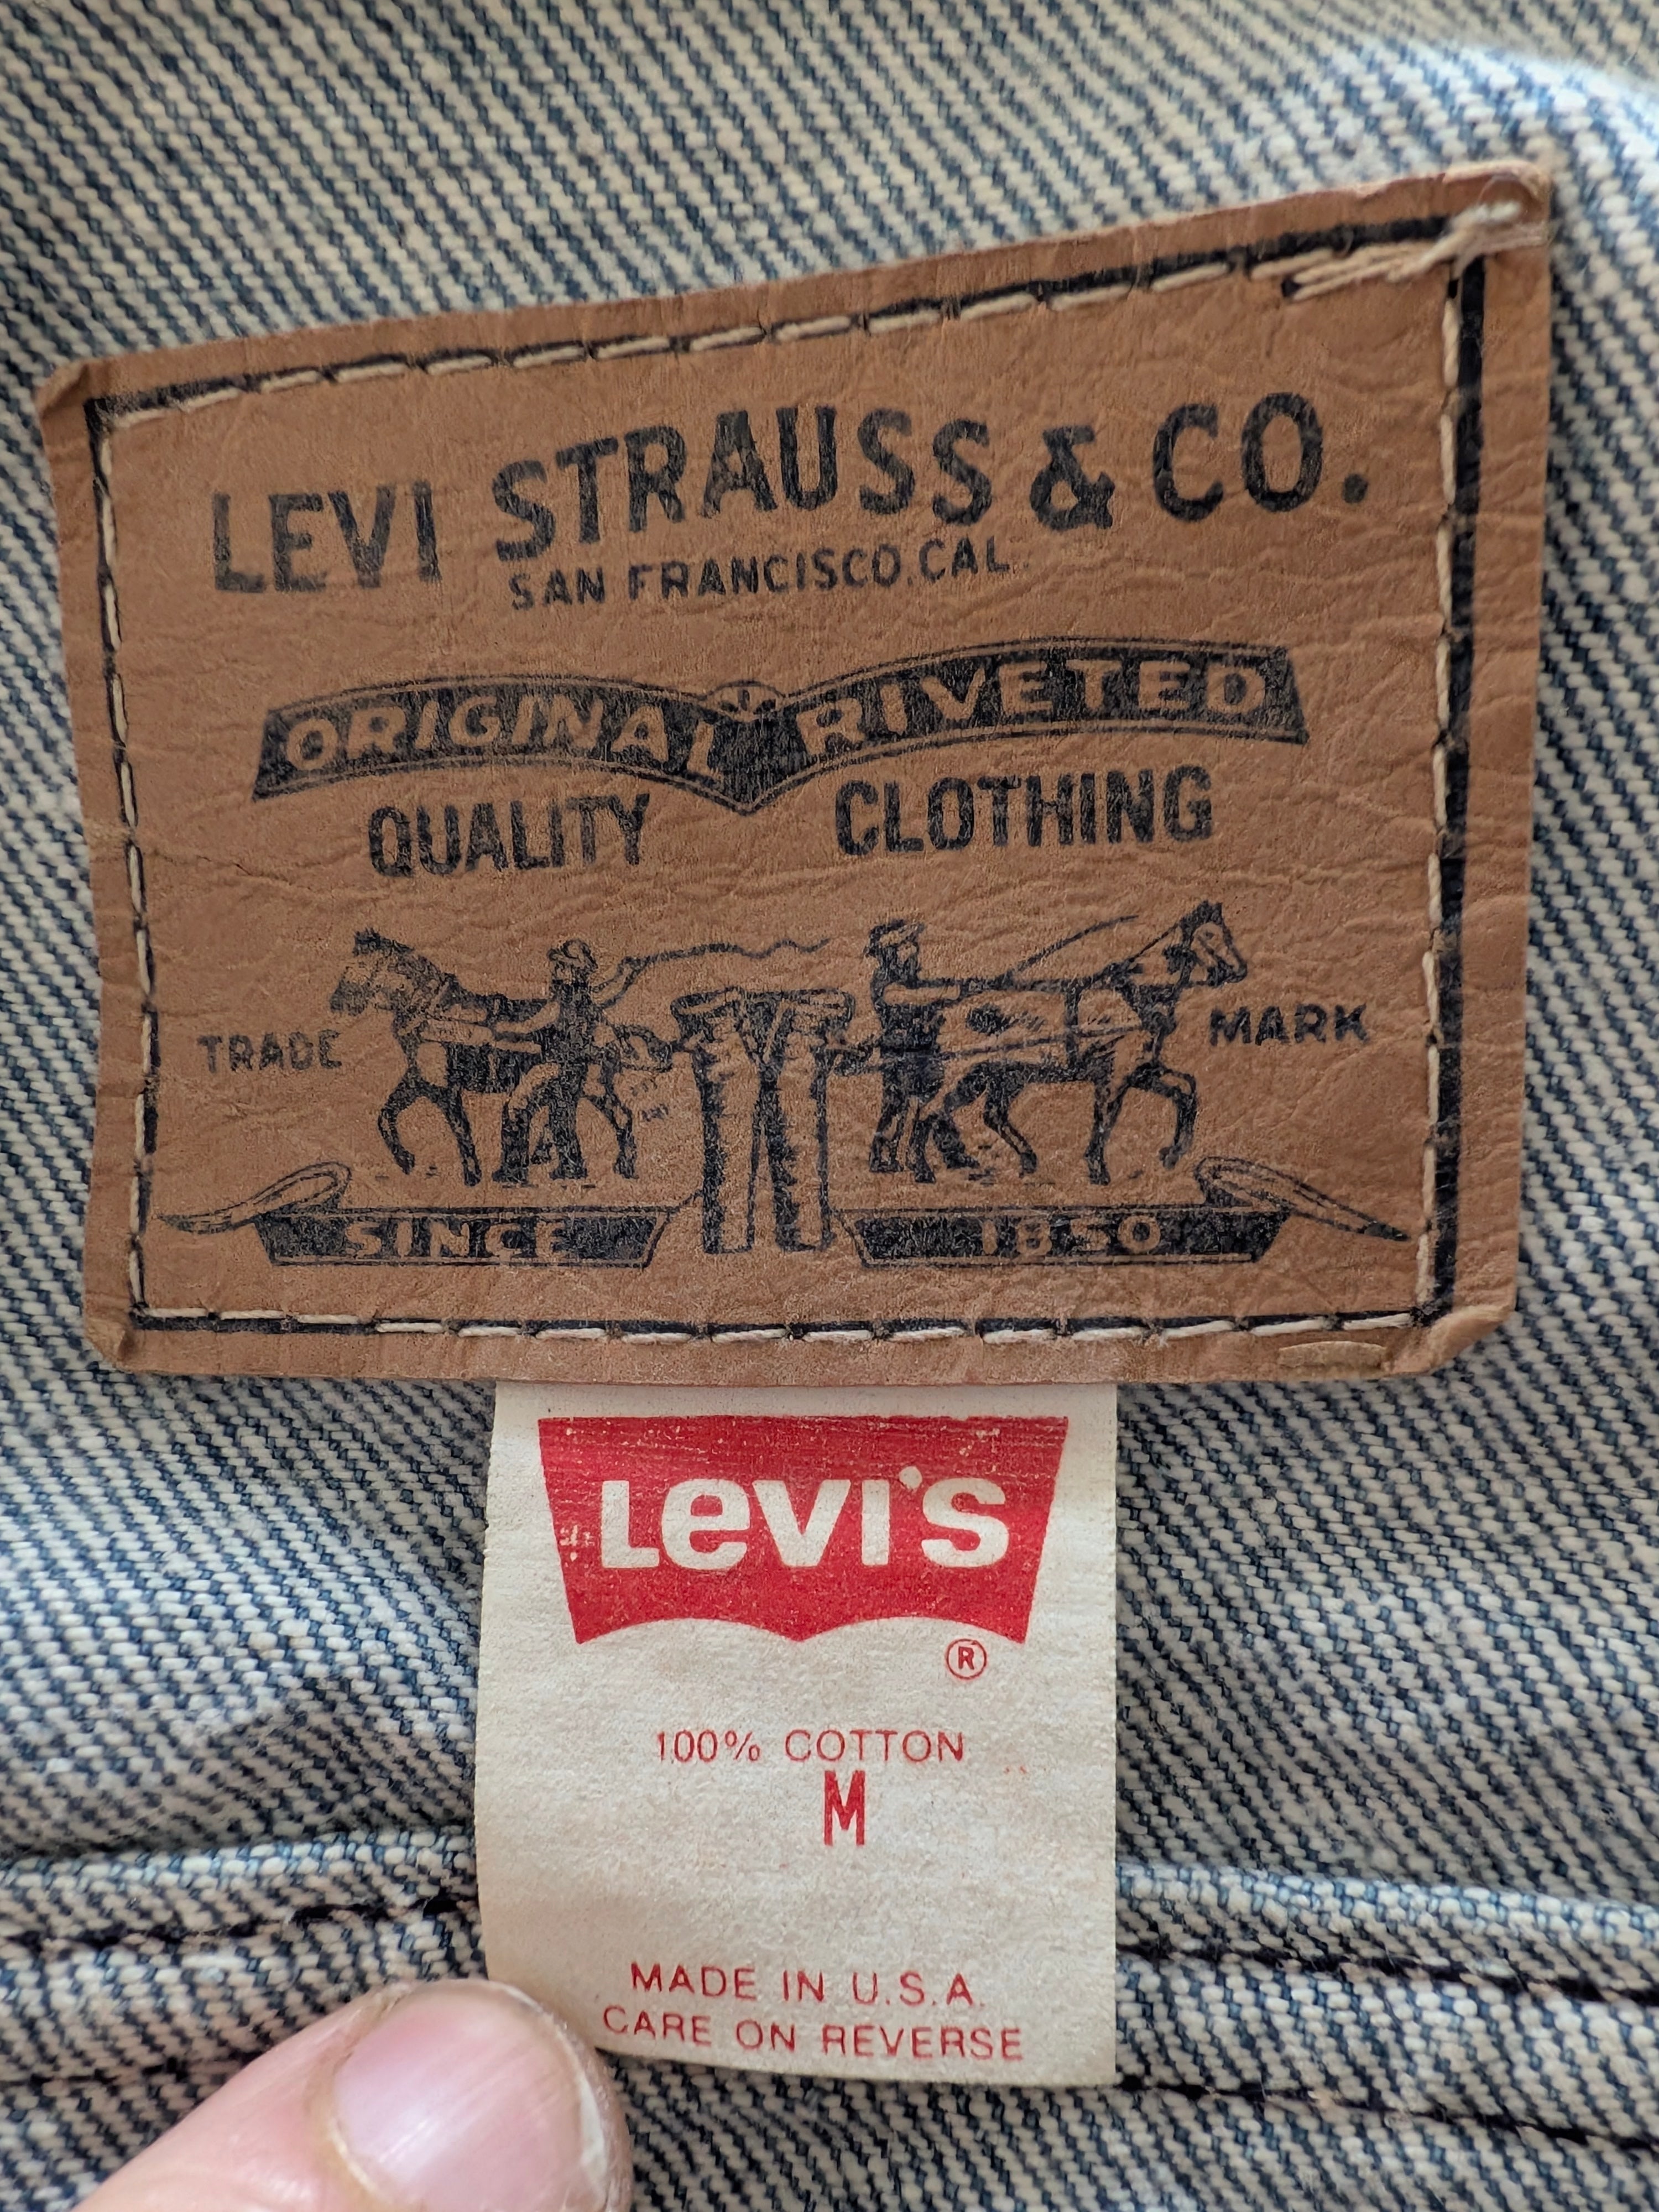 LEVI STRAUSS & CO.
SAN FRANCISCO, CAL.
ORIGINAL RIVETED
QUALITY CLOTHING
TRADE MARK
SINCE 1850
LEVI'S
®
100% COTTON
M
MADE IN U.S.A.
CARE ON REVERSE